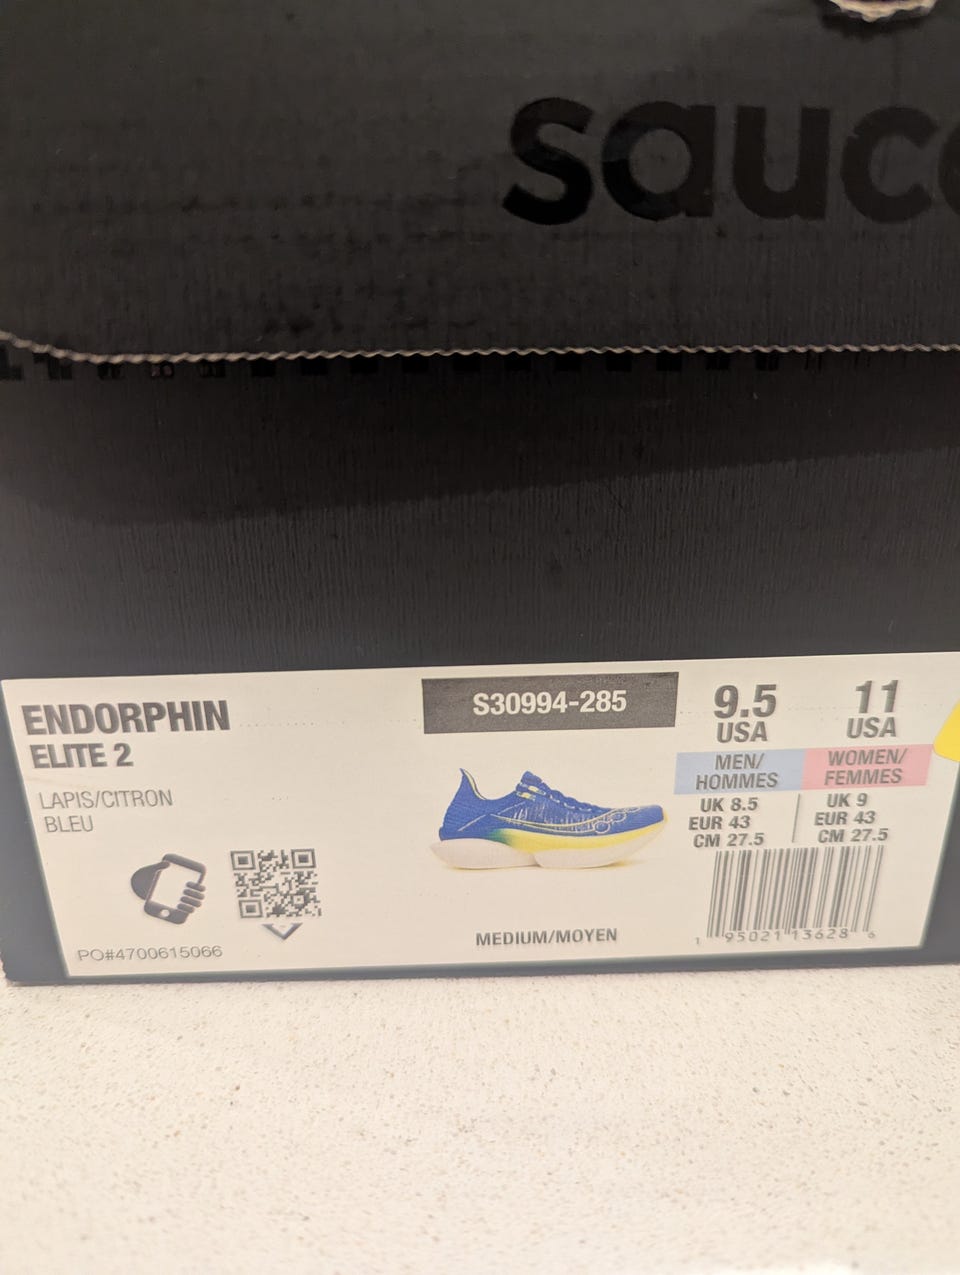 sauc
ENDORPHIN
ELITE 2
LAPIS/CITRON
BLEU
PO#4700615066
S30994-285
MEDIUM/MOYEN
9.5
USA
MEN/
HOMMES
UK 8.5
EUR 43
CM 27.5
11
USA
WOMEN/
FEMMES
UK 9
EUR 43
CM 27.5
1 95021 13628 6